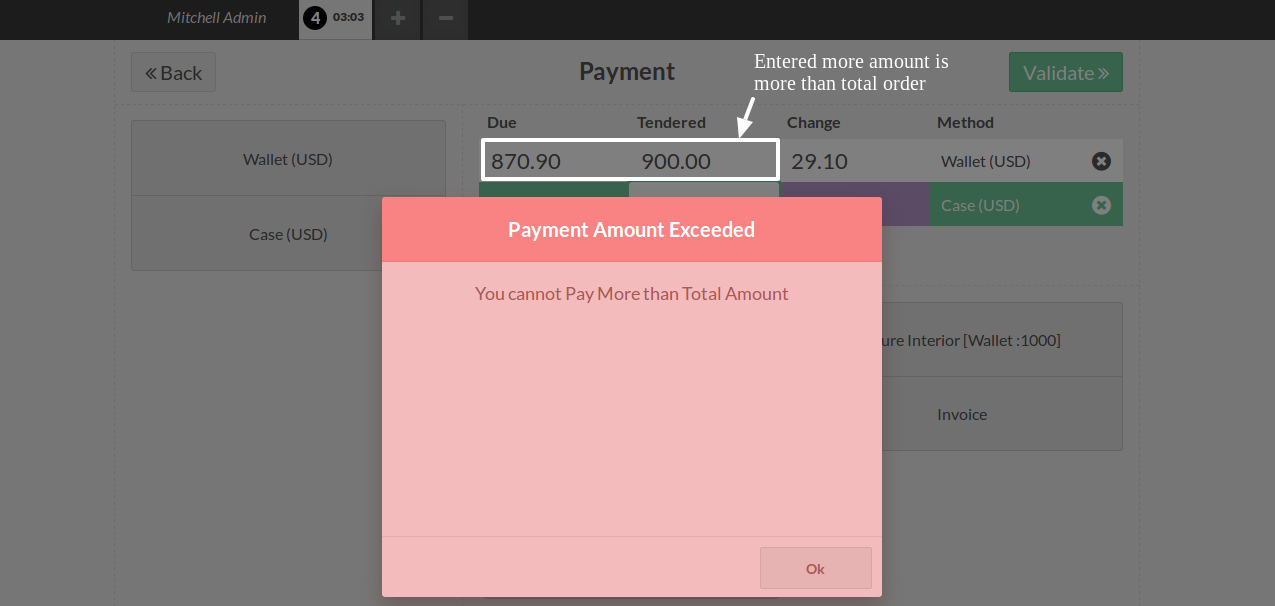 Mitchell Admin
4 03:03
Back
Payment
Entered more amount is
more than total order
Validate
Due Tendered Change Method
870.90 900.00 29.10 Wallet (USD)
Case (USD)
Wallet (USD)
Case (USD)
Payment Amount Exceeded
You cannot Pay More than Total Amount
Interior [Wallet :1000]
Invoice
Ok